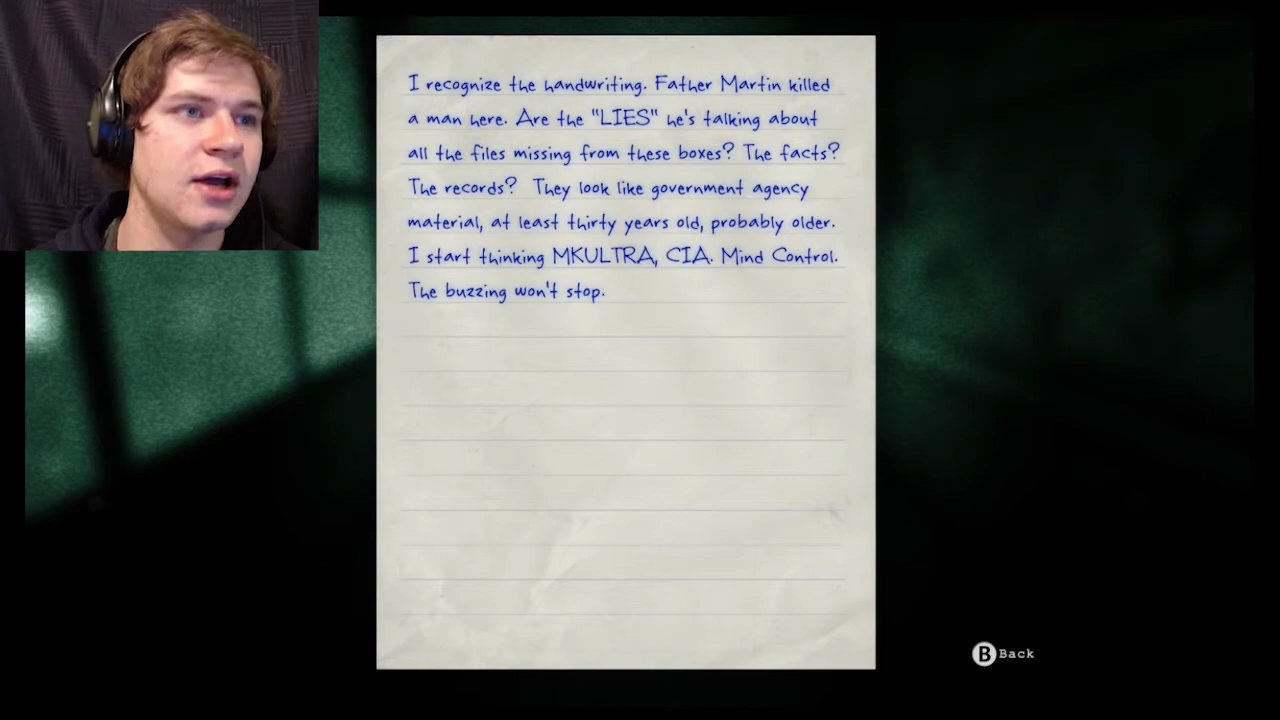 I recognize the handwriting. Father Martin killed
a man here. Are the "LIES" he's talking about
all the files missing from these boxes? The facts?
The records? They look like government agency
material, at least thirty years old, probably older.
I start thinking MKULTRA, CIA. Mind Control.
The buzzing won't stop.
B Back